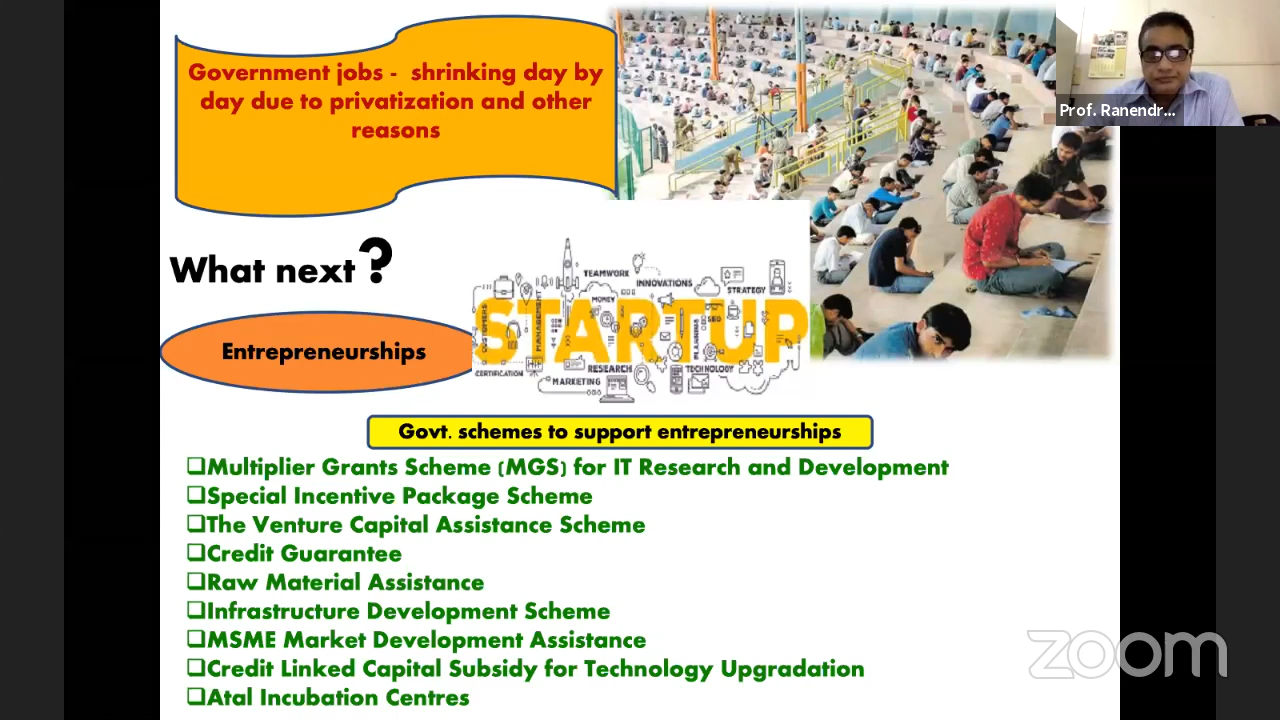 Government jobs - shrinking day by
day due to privatization and other
reasons
Prof. Ranendr...
What next?
Entrepreneurships
TEAMWORK
INNOVATIONS
STRATEGY
MONEY
CUSTOMERS
MANAGEMENT
STARTUP
SEO
PLANNING
CERTIFICATION
RESEARCH
TECHNOLOGY
MARKETING
Govt. schemes to support entrepreneurships
❑Multiplier Grants Scheme (MGS) for IT Research and Development
❑Special Incentive Package Scheme
❑The Venture Capital Assistance Scheme
❑Credit Guarantee
❑Raw Material Assistance
❑Infrastructure Development Scheme
❑MSME Market Development Assistance
❑Credit Linked Capital Subsidy for Technology Upgradation
❑Atal Incubation Centres
zoom